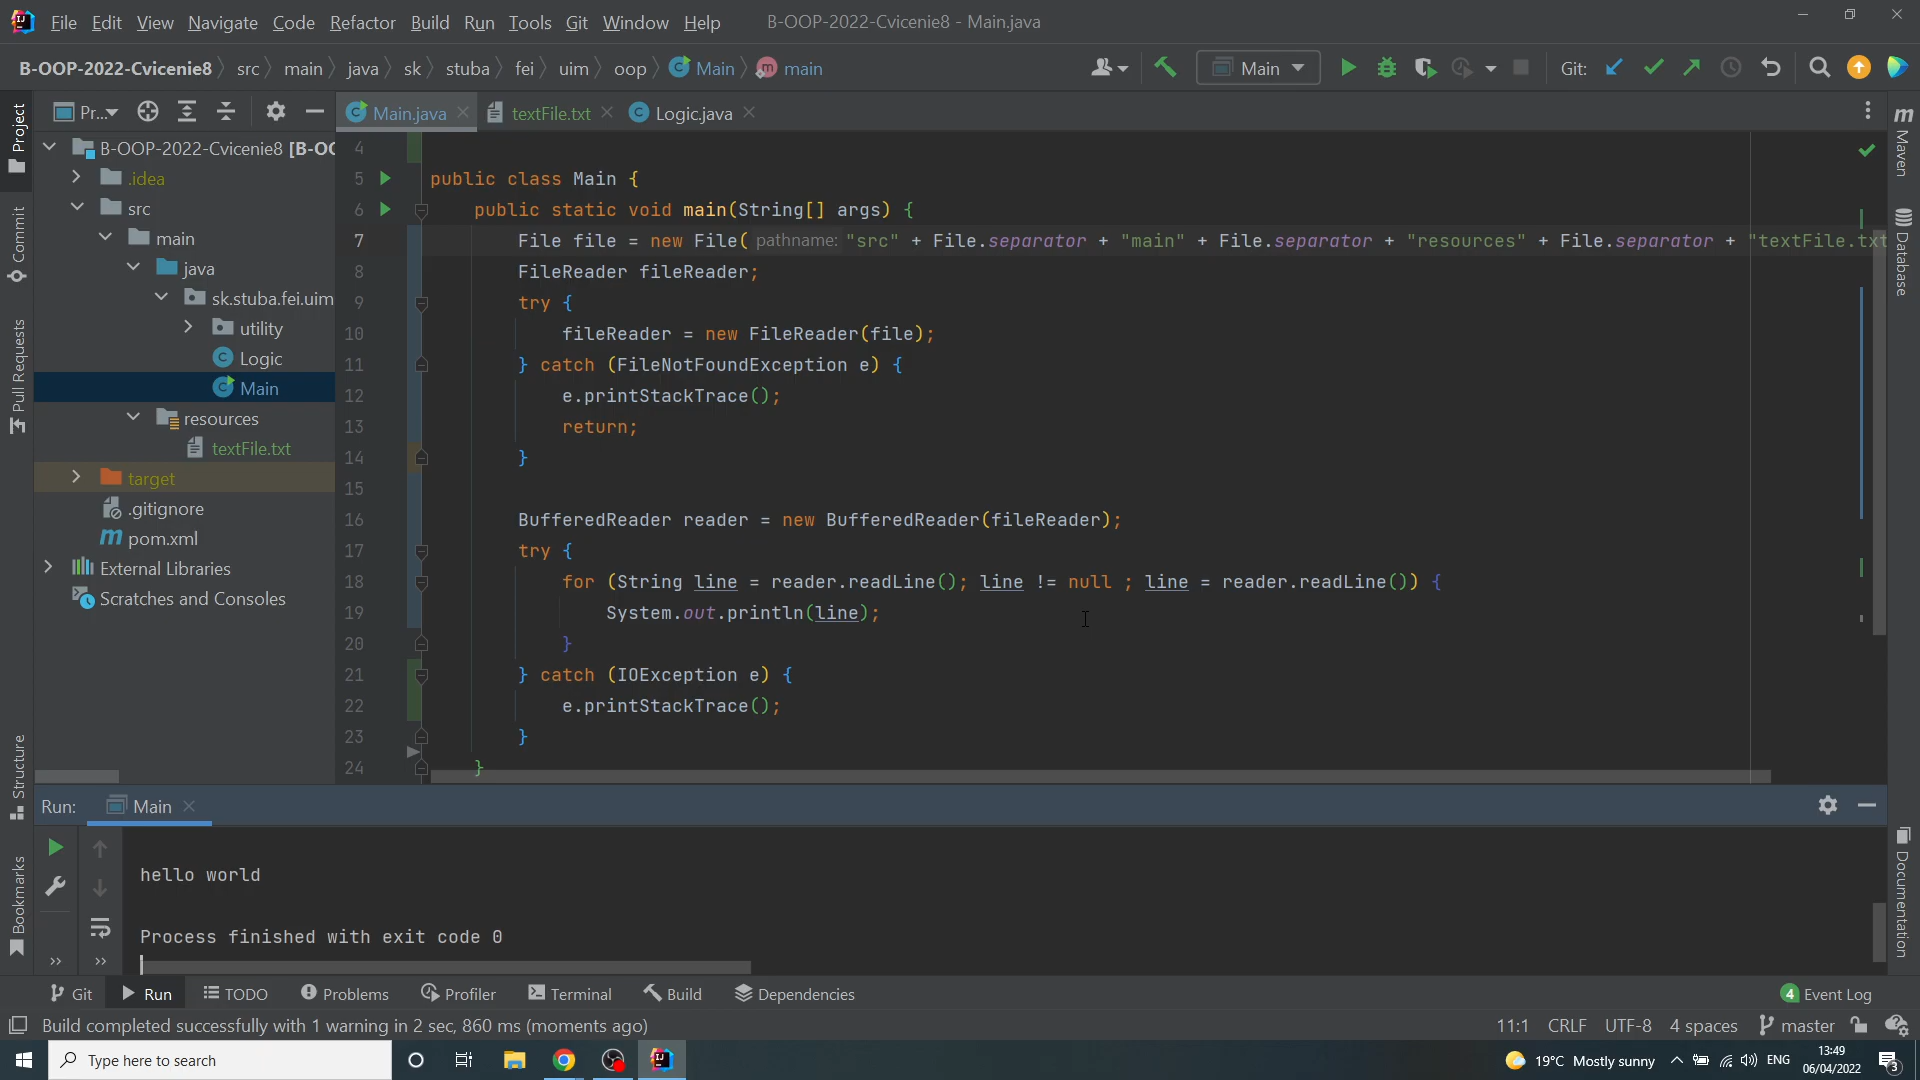 File Edit View Navigate Code Refactor Build Run Tools Git Window Help B-OOP-2022-Cvicenie8 - Main.java
B-OOP-2022-Cvicenie8 src main java sk stuba fei uim oop Main main Main Git:
Pr... Main.java textFile.txt Logic.java
Project
Commit
Pull Requests
Structure
Bookmarks
B-OOP-2022-Cvicenie8 [B-OO
.idea
src
main
java
sk.stuba.fei.uim
utility
Logic
Main
resources
textFile.txt
target
.gitignore
pom.xml
External Libraries
Scratches and Consoles
4
5 public class Main {
6 public static void main(String[] args) {
7 File file = new File( pathname: "src" + File.separator + "main" + File.separator + "resources" + File.separator + "textFile.txt
8 FileReader fileReader;
9 try {
10 fileReader = new FileReader(file);
11 } catch (FileNotFoundException e) {
12 e.printStackTrace();
13 return;
14 }
15
16 BufferedReader reader = new BufferedReader(fileReader);
17 try {
18 for (String line = reader.readLine(); line != null ; line = reader.readLine()) {
19 System.out.println(line);
20 }
21 } catch (IOException e) {
22 e.printStackTrace();
23 }
24 }
Maven
Database
Documentation
Run: Main
hello world
Process finished with exit code 0
Git Run TODO Problems Profiler Terminal Build Dependencies 4 Event Log
Build completed successfully with 1 warning in 2 sec, 860 ms (moments ago) 11:1 CRLF UTF-8 4 spaces master
Type here to search 19°C Mostly sunny ENG 13:49
06/04/2022 3